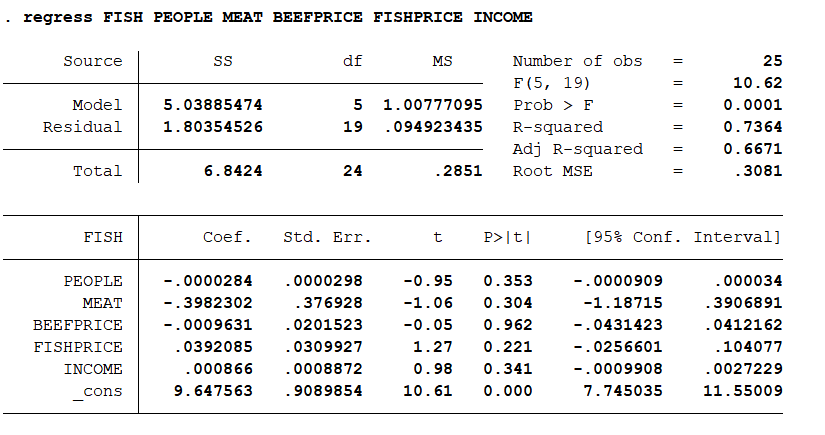 . regress FISH PEOPLE MEAT BEEFPRICE FISHPRICE INCOME
Source SS df MS Number of obs = 25
F(5, 19) = 10.62
Model 5.03885474 5 1.00777095 Prob > F = 0.0001
Residual 1.80354526 19 .094923435 R-squared = 0.7364
Adj R-squared = 0.6671
Total 6.8424 24 .2851 Root MSE = .3081
FISH Coef. Std. Err. t P>|t| [95% Conf. Interval]
PEOPLE -.0000284 .0000298 -0.95 0.353 -.0000909 .000034
MEAT -.3982302 .376928 -1.06 0.304 -1.18715 .3906891
BEEFPRICE -.0009631 .0201523 -0.05 0.962 -.0431423 .0412162
FISHPRICE .0392085 .0309927 1.27 0.221 -.0256601 .104077
INCOME .000866 .0008872 0.98 0.341 -.0009908 .0027229
_cons 9.647563 .9089854 10.61 0.000 7.745035 11.55009